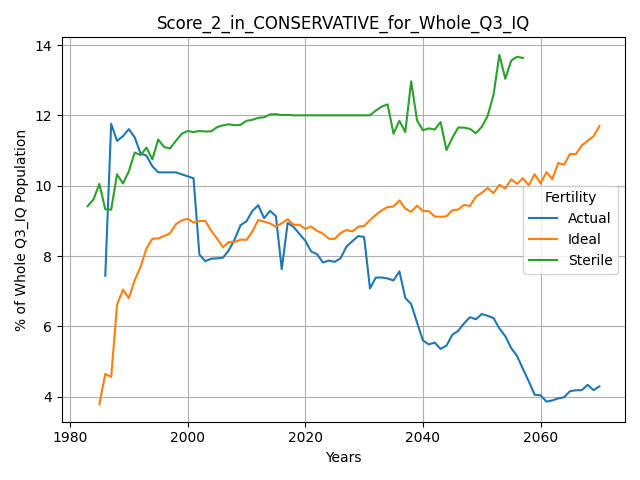 Score_2_in_CONSERVATIVE_for_Whole_Q3_IQ
% of Whole Q3_IQ Population
14
12
10
8
6
4
Fertility
Actual
Ideal
Sterile
1980
2000
2020
2040
2060
Years